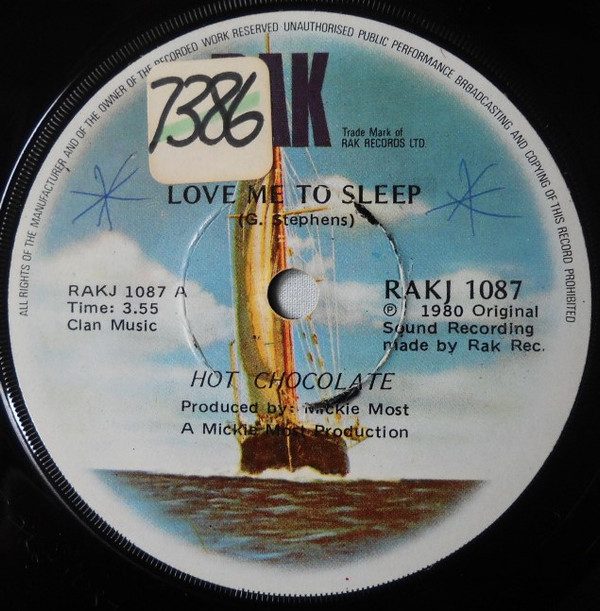 ALL RIGHTS OF THE MANUFACTURER AND OF THE OWNER OF THE RECORDED WORK RESERVED UNAUTHORISED PUBLIC PERFORMANCE BROADCASTING AND COPYING OF THIS RECORD PROHIBITED
7386
AK
Trade Mark of
RAK RECORDS LTD.
LOVE ME TO SLEEP
(G. Stephens)
RAKJ 1087 A
Time: 3.55
Clan Music
RAKJ 1087
℗ 1980 Original
Sound Recording
made by Rak Rec.
HOT CHOCOLATE
Produced by: Mickie Most
A Mickie Most Production